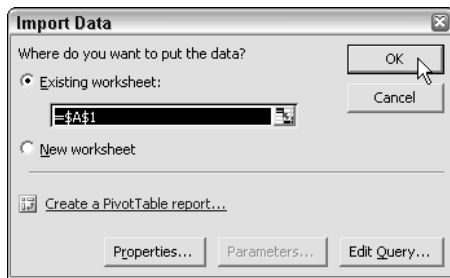 Import Data
Where do you want to put the data?
OK
Existing worksheet:
=$A$1
Cancel
New worksheet
Create a PivotTable report...
Properties...
Parameters...
Edit Query...